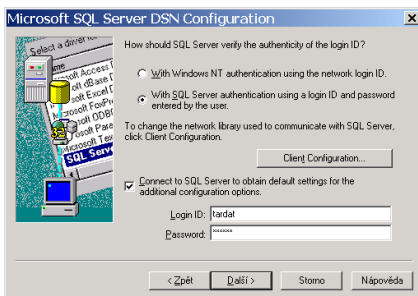 Microsoft SQL Server DSN Configuration
How should SQL Server verify the authenticity of the login ID?
With Windows NT authentication using the network login ID.
With SQL Server authentication using a login ID and password
entered by the user.
To change the network library used to communicate with SQL Server,
click Client Configuration.
Client Configuration...
Connect to SQL Server to obtain default settings for the
additional configuration options.
Login ID: tardat
Password: ******
< Zpět
Další >
Storno
Nápověda
Select a driver
SQL Serve